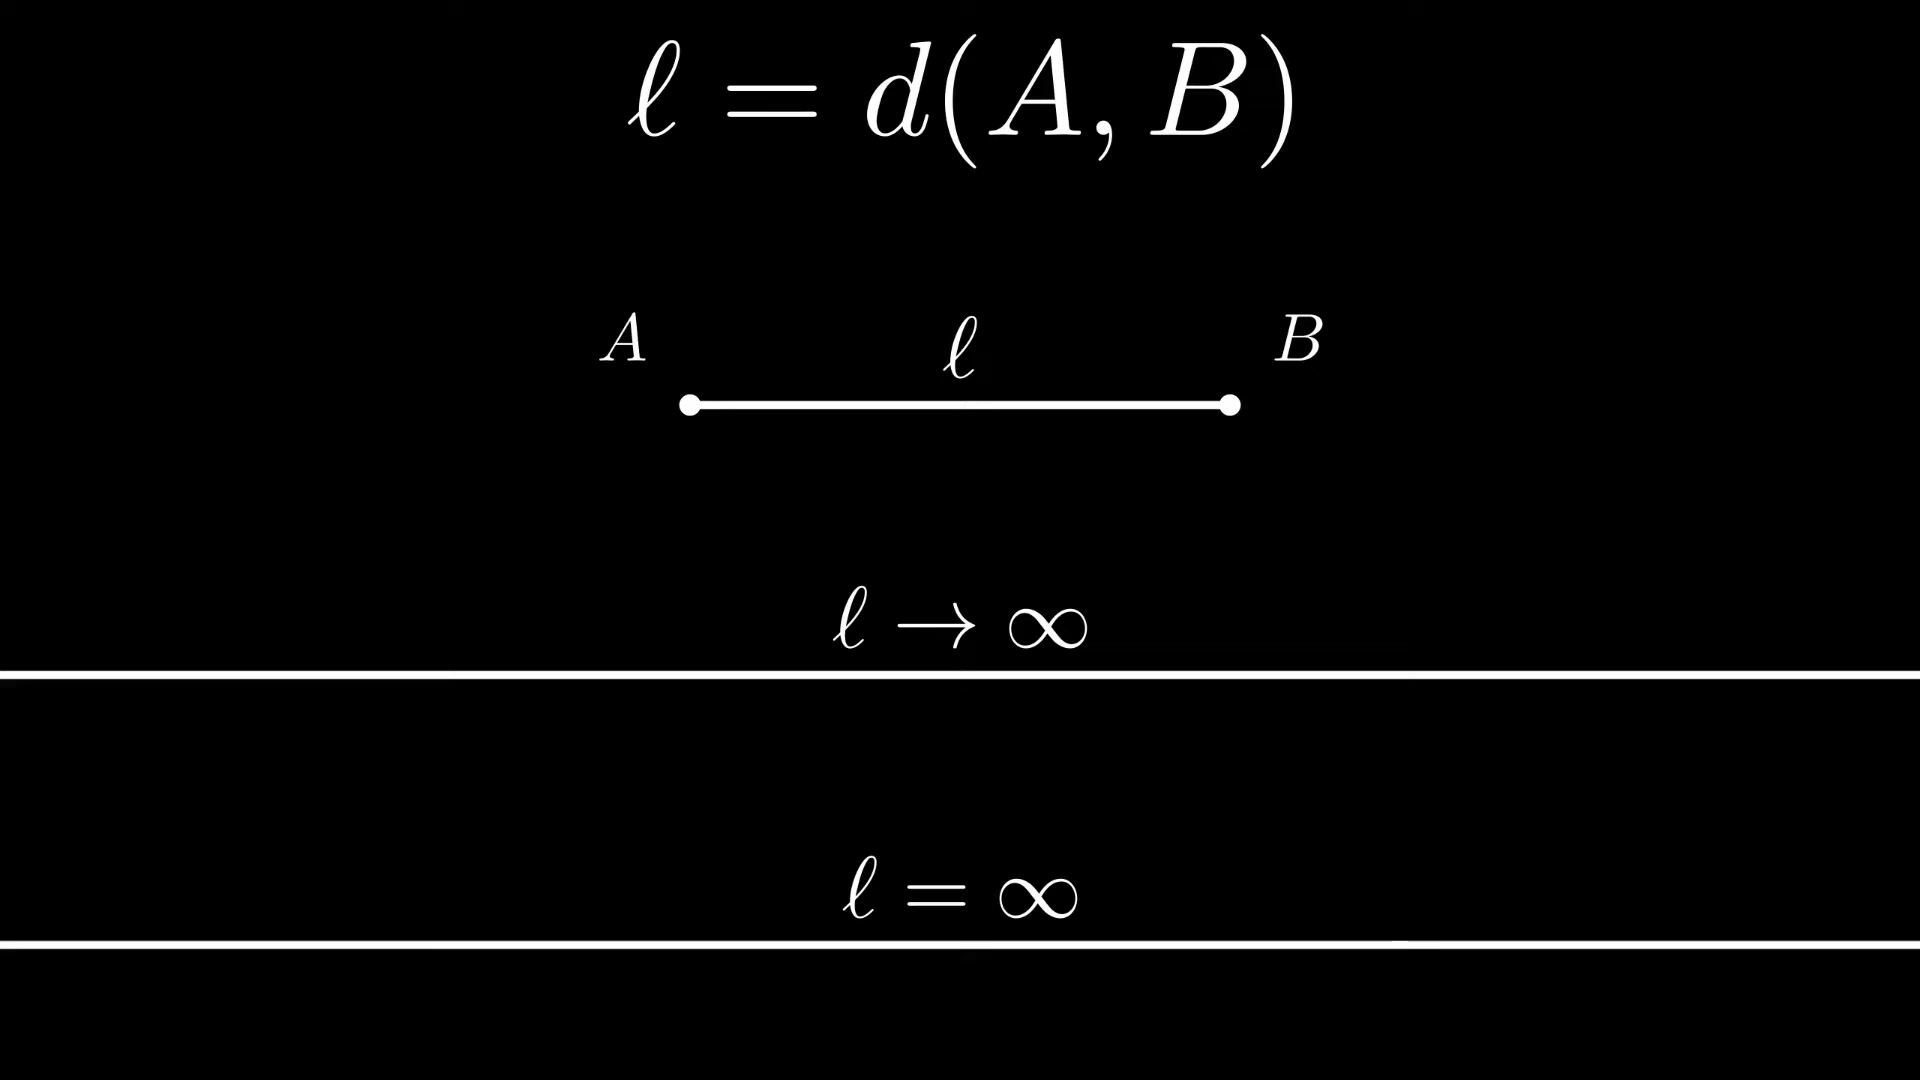 ℓ = d(A, B)
A ℓ B
ℓ → ∞
ℓ = ∞